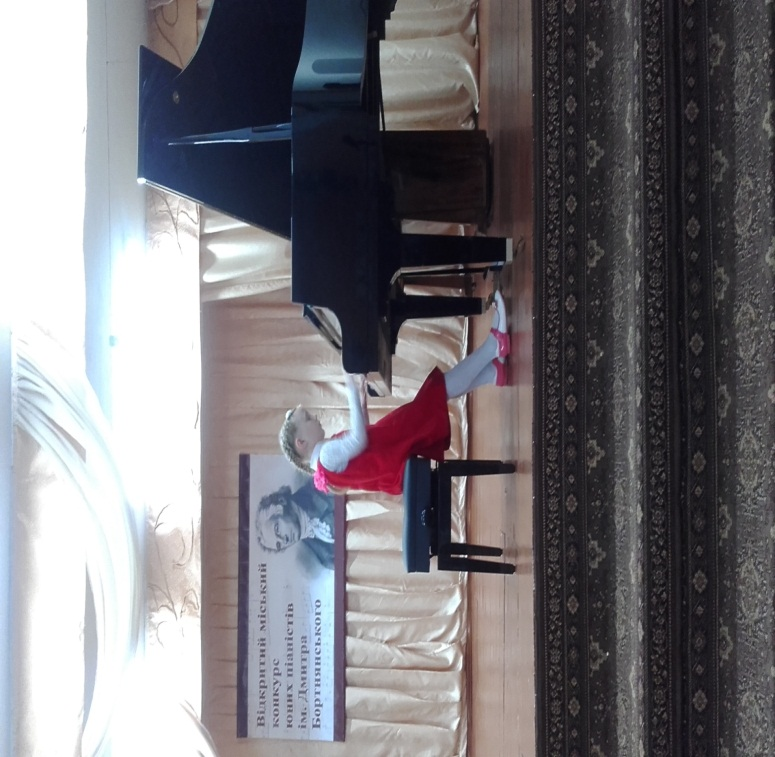 Відкритий міський
конкурс
юних піаністів
ім. Дмитра
Бортнянського